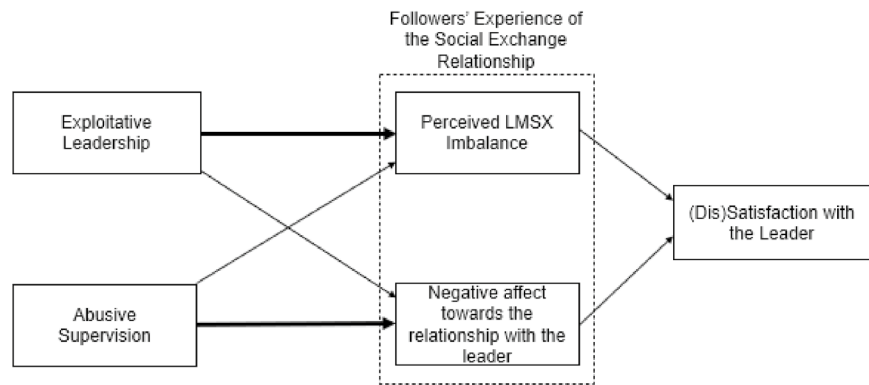 Followers' Experience of
the Social Exchange
Relationship
Exploitative
Leadership
Perceived LMSX
Imbalance
(Dis)Satisfaction with
the Leader
Abusive
Supervision
Negative affect
towards the
relationship with the
leader